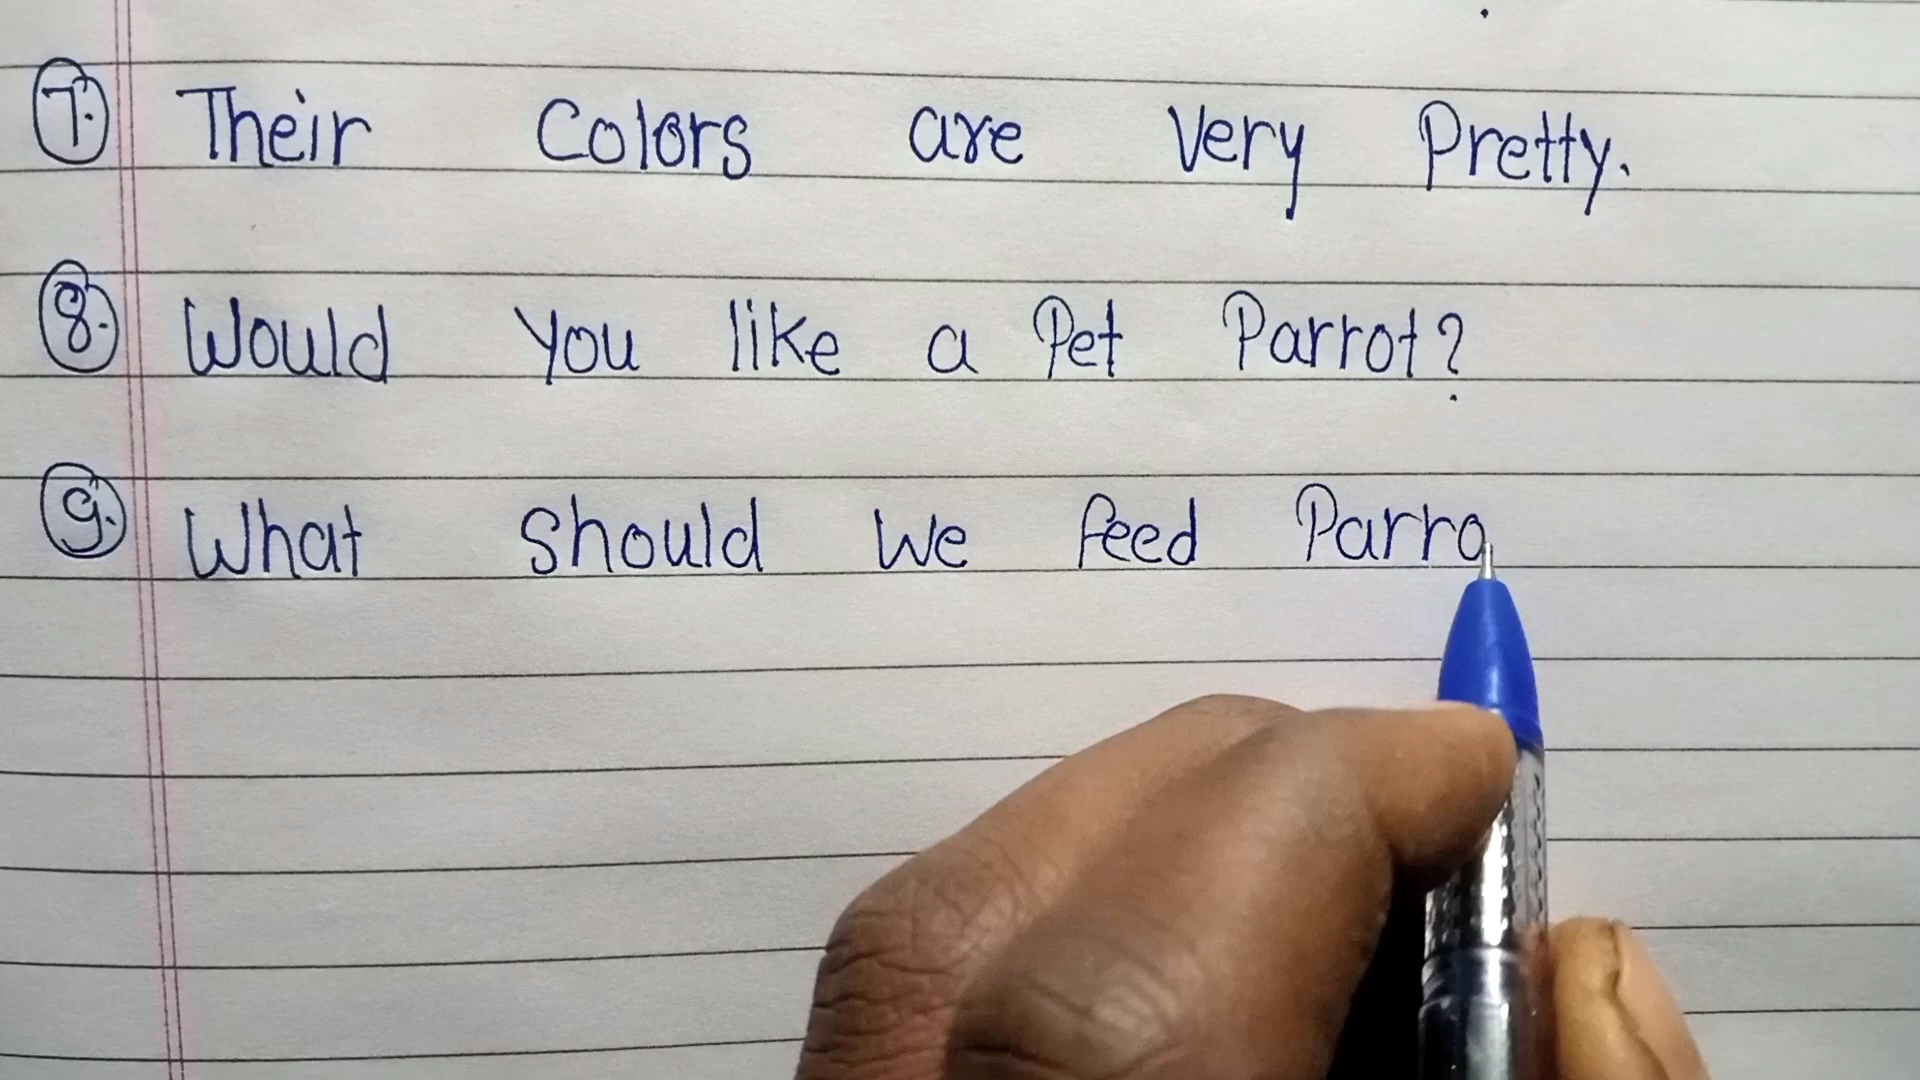 7. Their Colors are Very Pretty.
8. Would you like a Pet Parrot?
9. What should we feed Parro